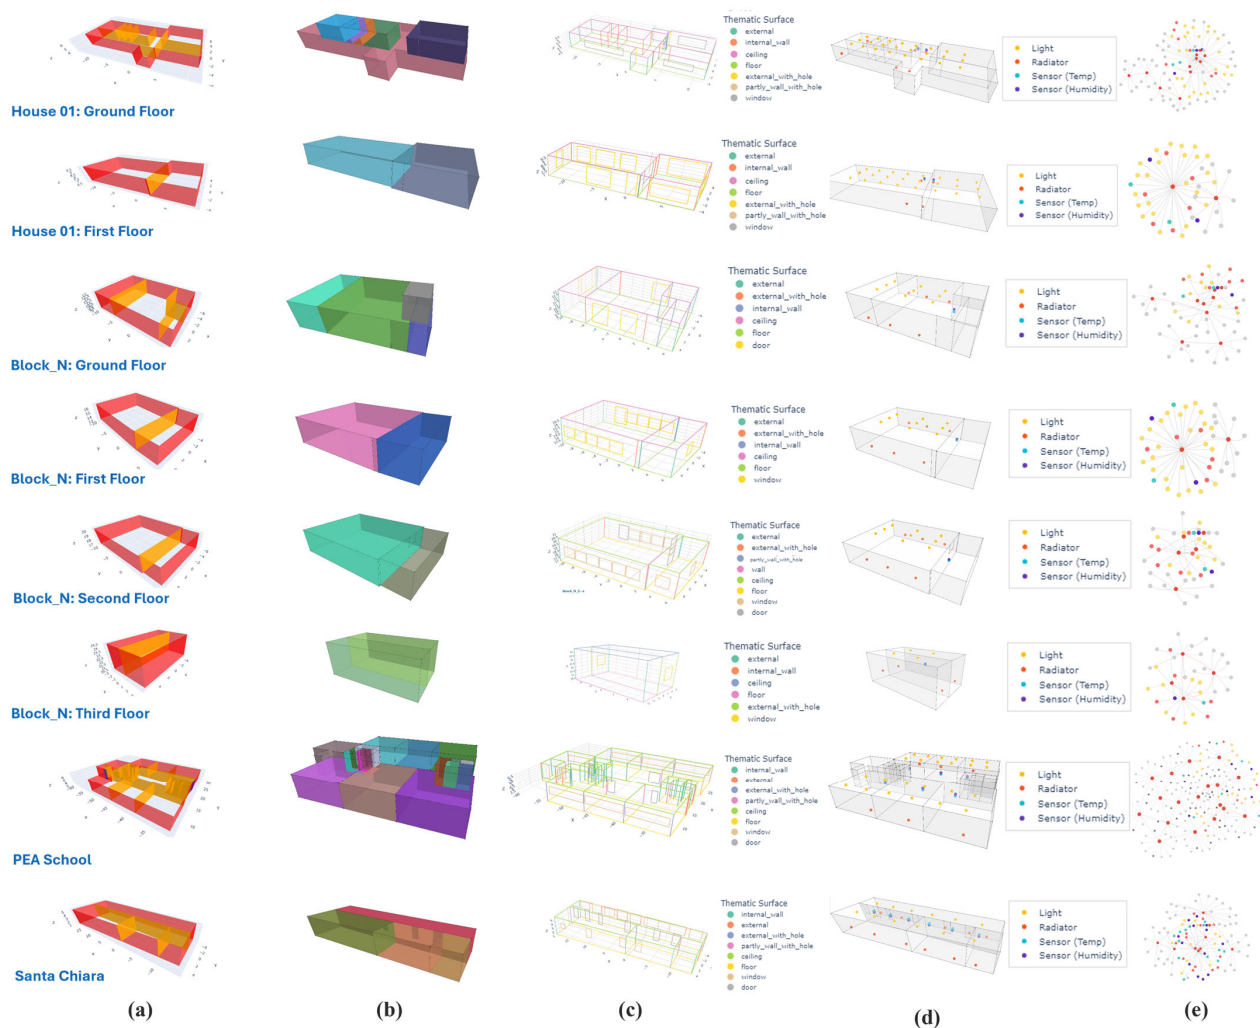 Thematic Surface
external
internal_wall
ceiling
floor
external_with_hole
partly_wall_with_hole
window
Light
Radiator
Sensor (Temp)
Sensor (Humidity)
House 01: Ground Floor
Thematic Surface
external
internal_wall
ceiling
floor
external_with_hole
partly_wall_with_hole
window
Light
Radiator
Sensor (Temp)
Sensor (Humidity)
House 01: First Floor
Thematic Surface
external
external_with_hole
internal_wall
ceiling
floor
door
Light
Radiator
Sensor (Temp)
Sensor (Humidity)
Block_N: Ground Floor
Thematic Surface
external
external_with_hole
internal_wall
ceiling
floor
window
Light
Radiator
Sensor (Temp)
Sensor (Humidity)
Block_N: First Floor
Thematic Surface
external
external_with_hole
partly_wall_with_hole
wall
ceiling
floor
window
door
Light
Radiator
Sensor (Temp)
Sensor (Humidity)
Block_N: Second Floor
Thematic Surface
external
internal_wall
ceiling
floor
external_with_hole
window
Light
Radiator
Sensor (Temp)
Sensor (Humidity)
Block_N: Third Floor
Thematic Surface
internal_wall
external
external_with_hole
partly_wall_with_hole
ceiling
floor
window
door
Light
Radiator
Sensor (Temp)
Sensor (Humidity)
PEA School
Thematic Surface
internal_wall
external
external_with_hole
partly_wall_with_hole
ceiling
floor
window
door
Light
Radiator
Sensor (Temp)
Sensor (Humidity)
Santa Chiara
(a) (b) (c) (d) (e)